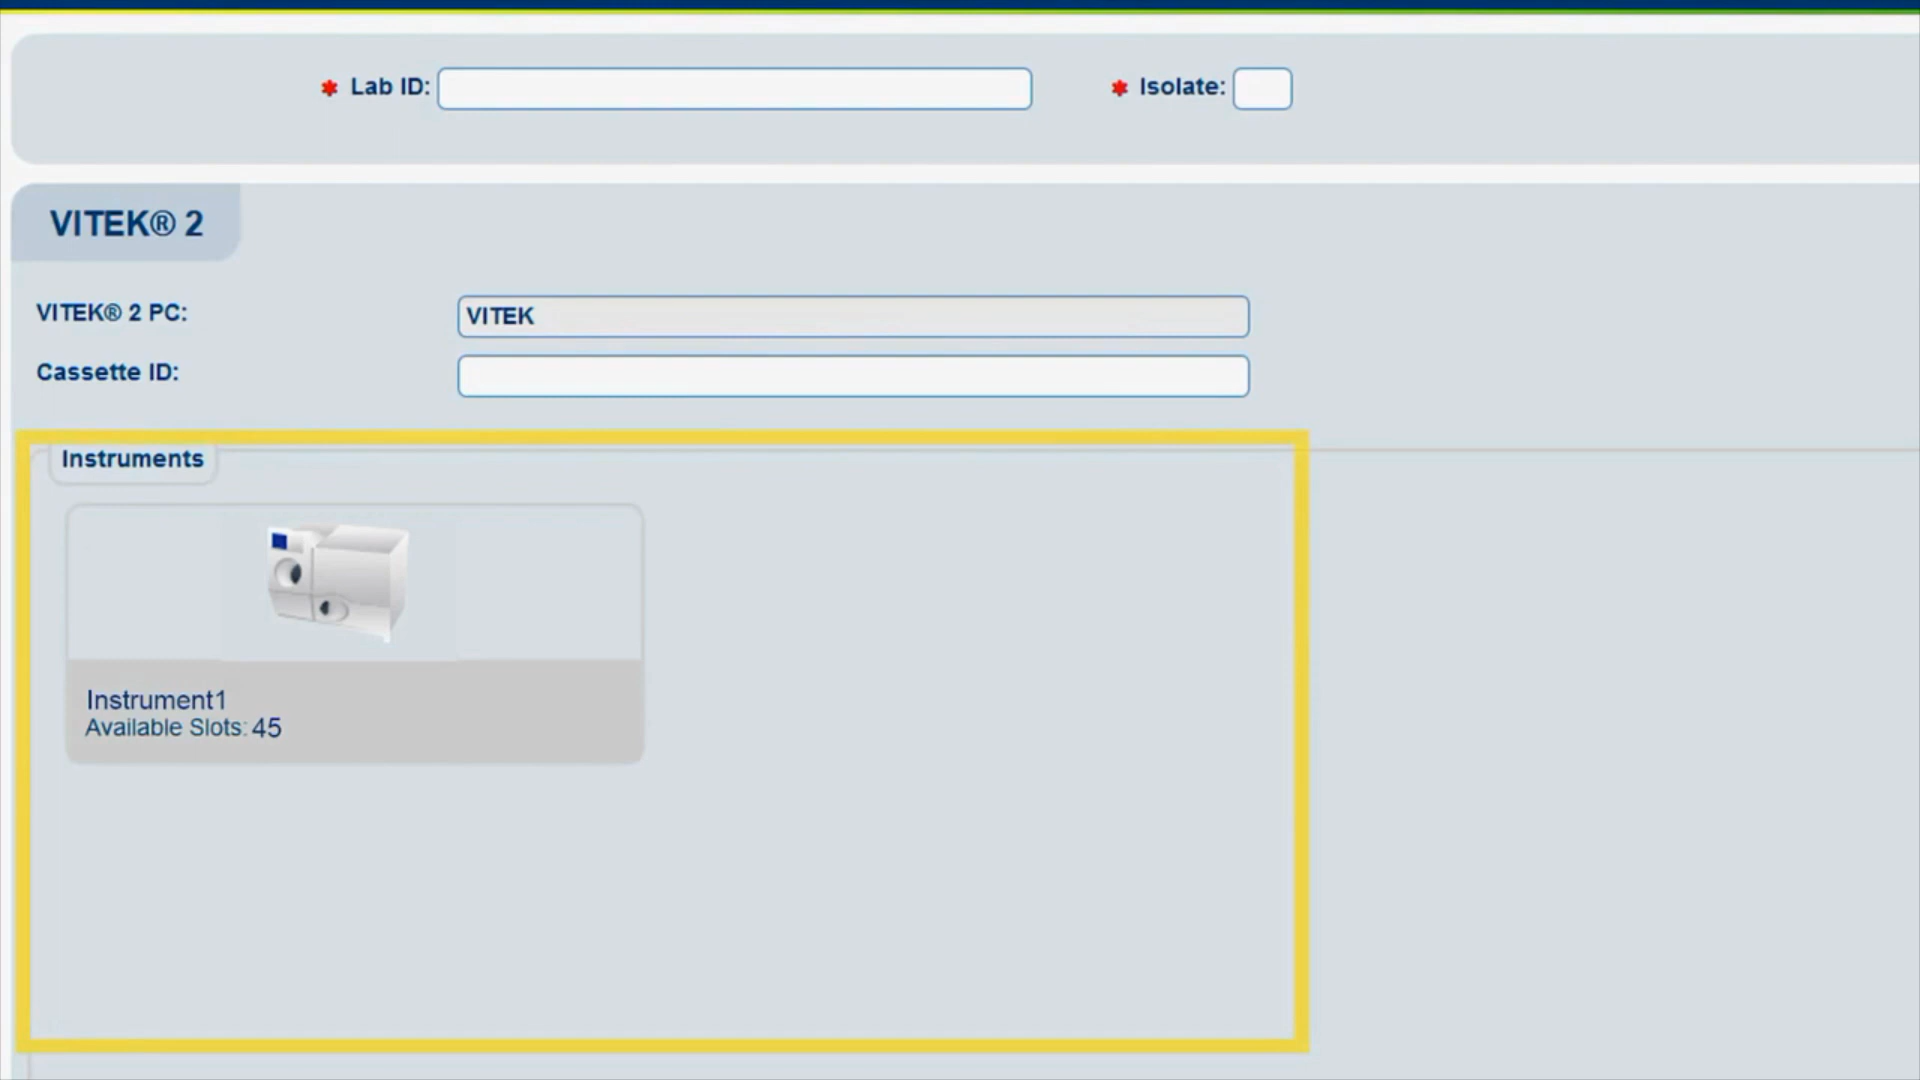 * Lab ID:
* Isolate:
VITEK® 2
VITEK® 2 PC:
VITEK
Cassette ID:
Instruments
Instrument1
Available Slots: 45